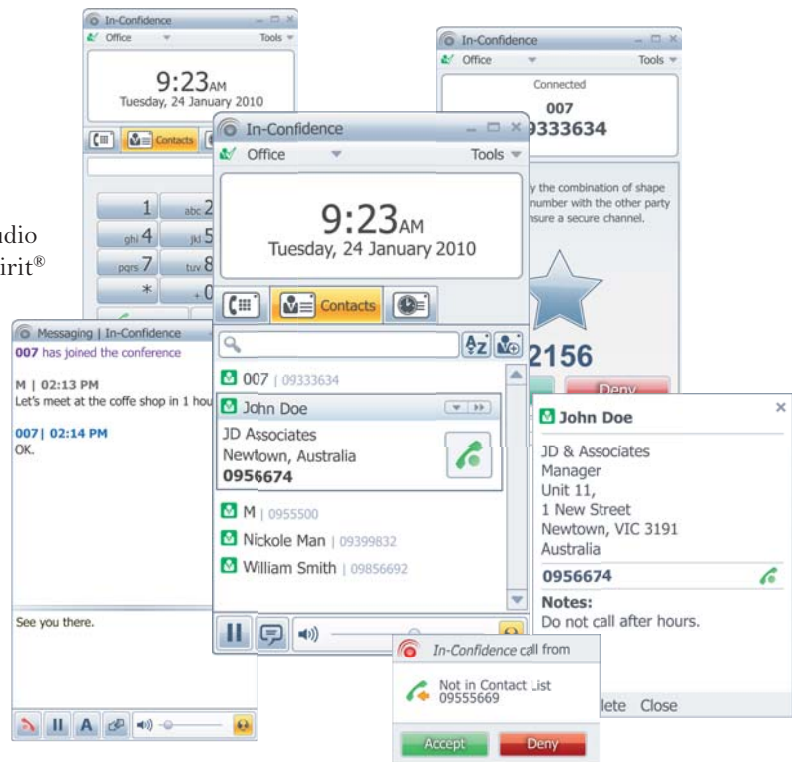 In-Confidence
Office
Tools
9:23AM
Tuesday, 24 January 2010
Contacts
1
abc 2
ghi 4
jkl 5
pqrs 7
tuv 8
*
+ 0
In-Confidence
Office
Tools
Connected
007
9333634
the combination of shape
number with the other party
a secure channel.
2156
Deny
In-Confidence
Office
Tools
9:23AM
Tuesday, 24 January 2010
Contacts
007 | 09333634
John Doe
JD Associates
Newtown, Australia
0956674
M | 0955500
Nickole Man | 09399832
William Smith | 09856692
Messaging | In-Confidence
007 has joined the conference
M | 02:13 PM
Let's meet at the coffe shop in 1
007| 02:14 PM
OK.
See you there.
A
John Doe
JD & Associates
Manager
Unit 11,
1 New Street
Newtown, VIC 3191
Australia
0956674
Notes:
Do not call after hours.
Close
In-Confidence call from
Not in Contact List
09555669
Accept
Deny